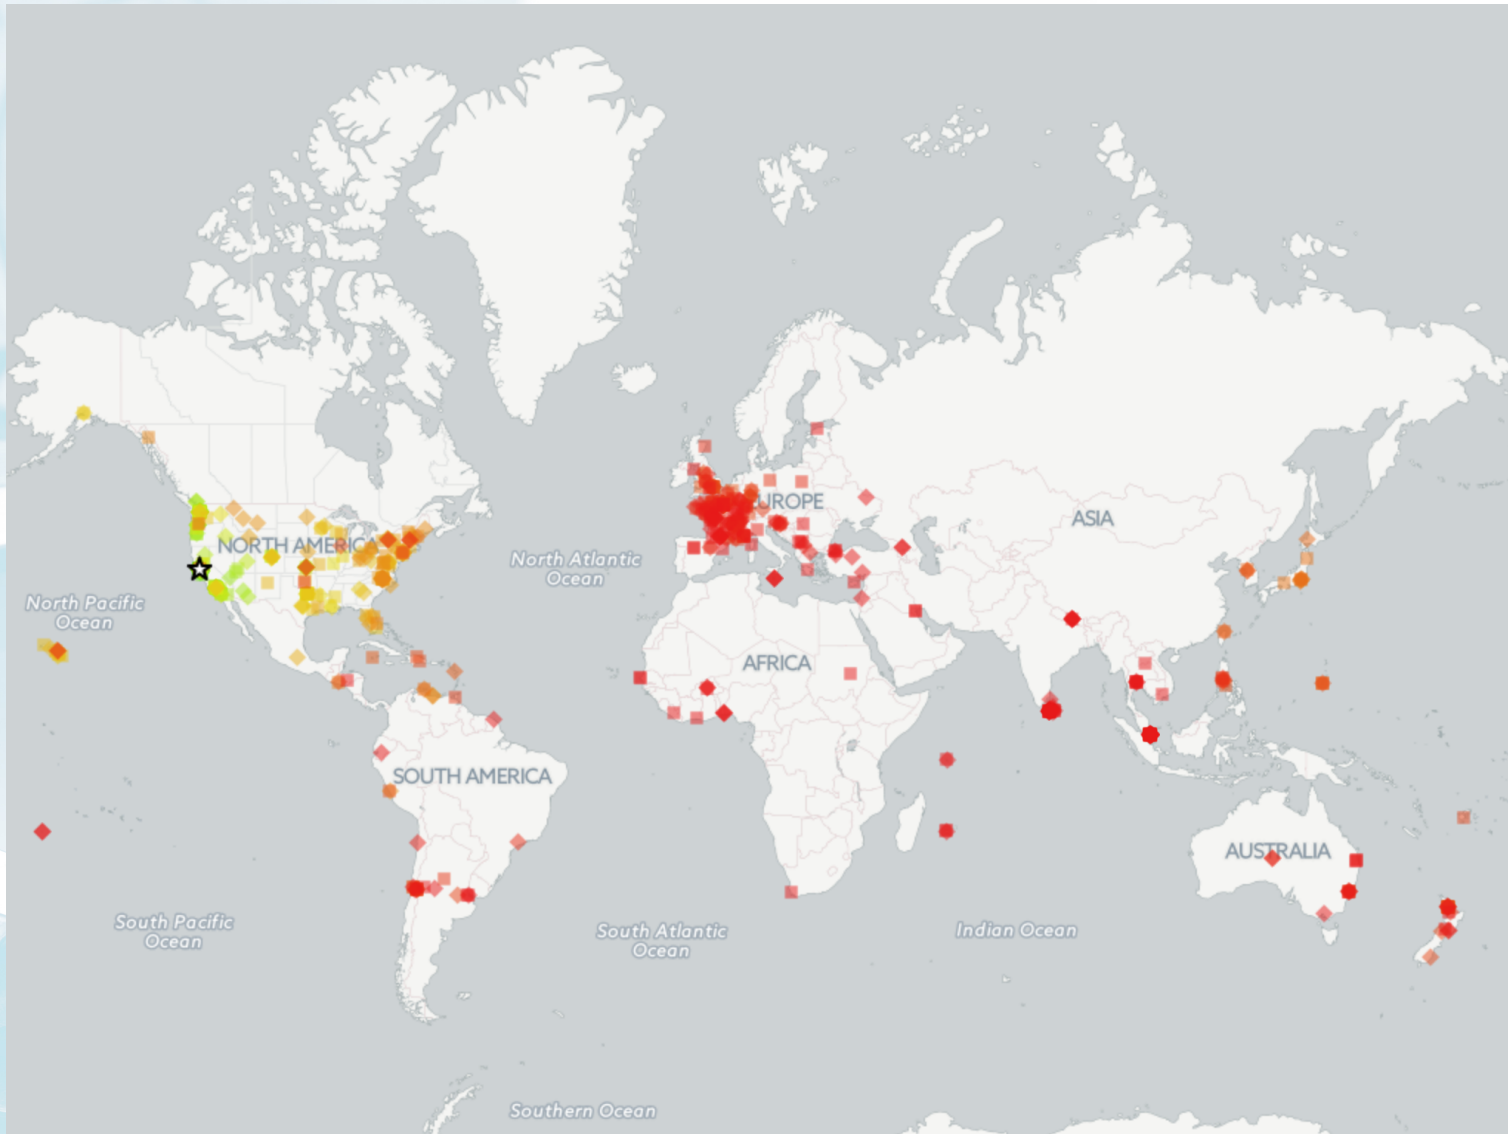 EUROPE
ASIA
NORTH AMERICA
North Atlantic
Ocean
North Pacific
Ocean
AFRICA
SOUTH AMERICA
AUSTRALIA
South Pacific
Ocean
South Atlantic
Ocean
Indian Ocean
Southern Ocean